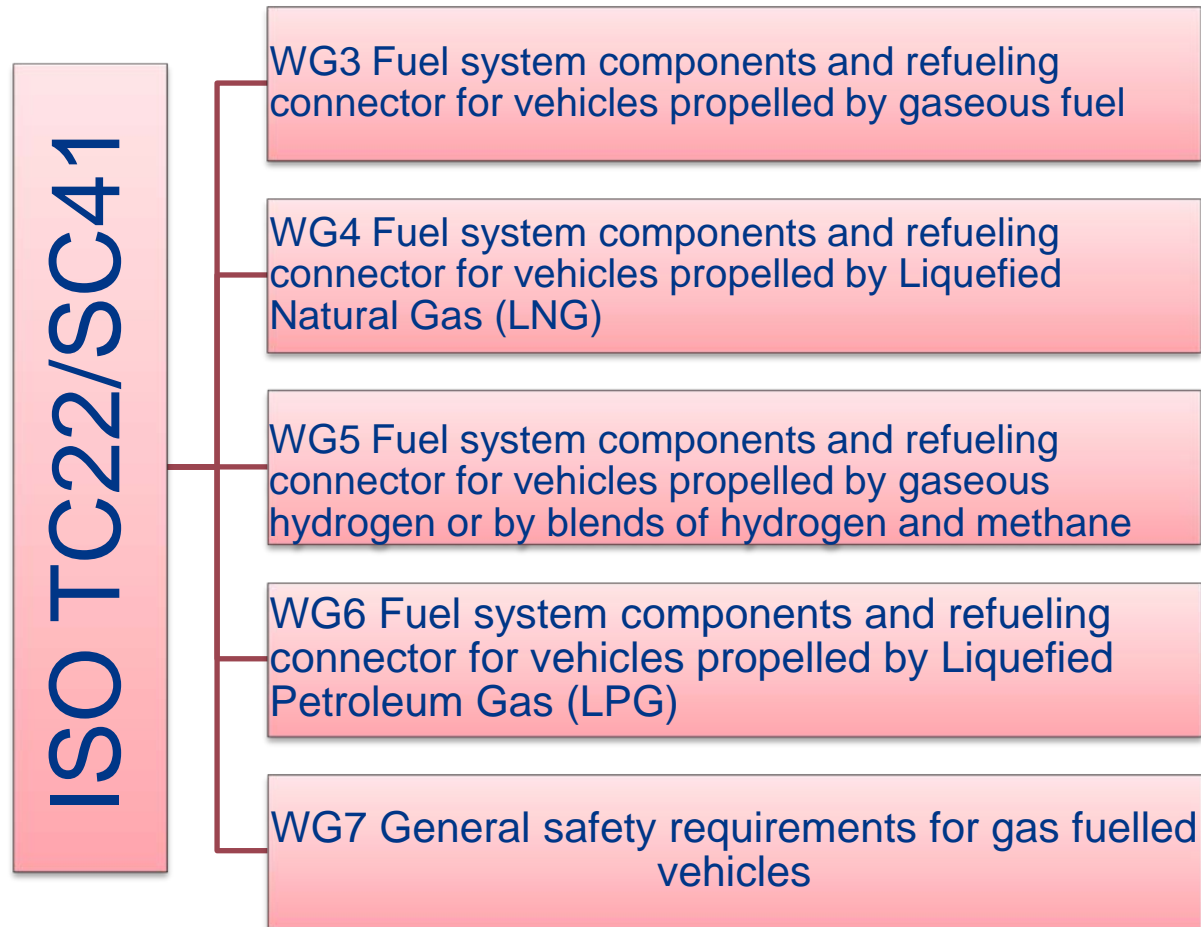 ISO TC22/SC41
WG3 Fuel system components and refueling
connector for vehicles propelled by gaseous fuel
WG4 Fuel system components and refueling
connector for vehicles propelled by Liquefied
Natural Gas (LNG)
WG5 Fuel system components and refueling
connector for vehicles propelled by gaseous
hydrogen or by blends of hydrogen and methane
WG6 Fuel system components and refueling
connector for vehicles propelled by Liquefied
Petroleum Gas (LPG)
WG7 General safety requirements for gas fuelled
vehicles